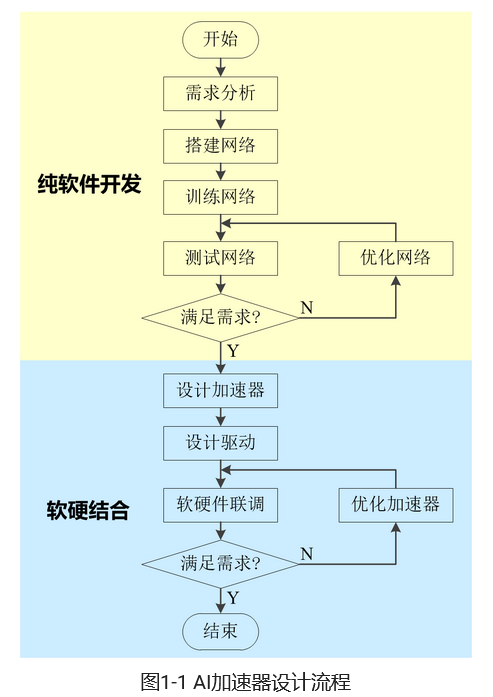 开始
需求分析
搭建网络
纯软件开发
训练网络
测试网络
优化网络
满足需求?
N
Y
设计加速器
设计驱动
软硬结合
软硬件联调
优化加速器
满足需求?
N
Y
结束
图1-1 AI加速器设计流程